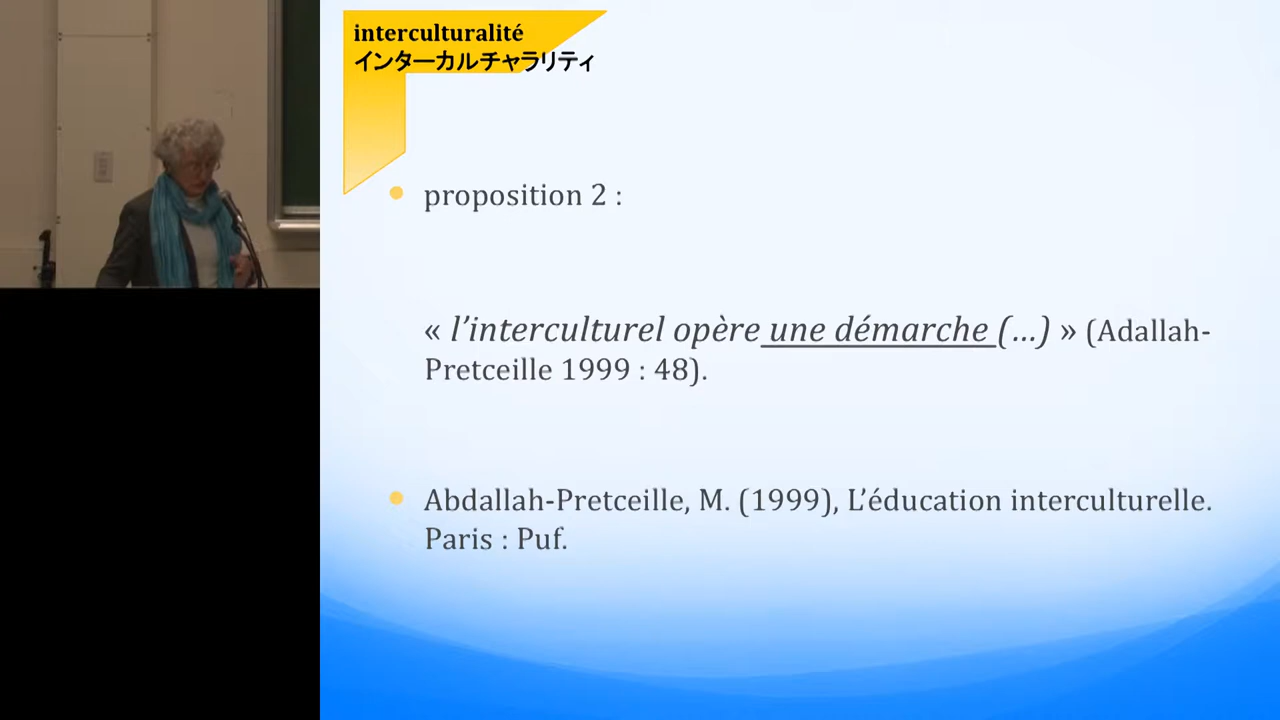 interculturalité
インターカルチャラリティ
proposition 2 :
« l’interculturel opère une démarche (…) » (Adallah-
Pretceille 1999 : 48).
Abdallah-Pretceille, M. (1999), L’éducation interculturelle.
Paris : Puf.